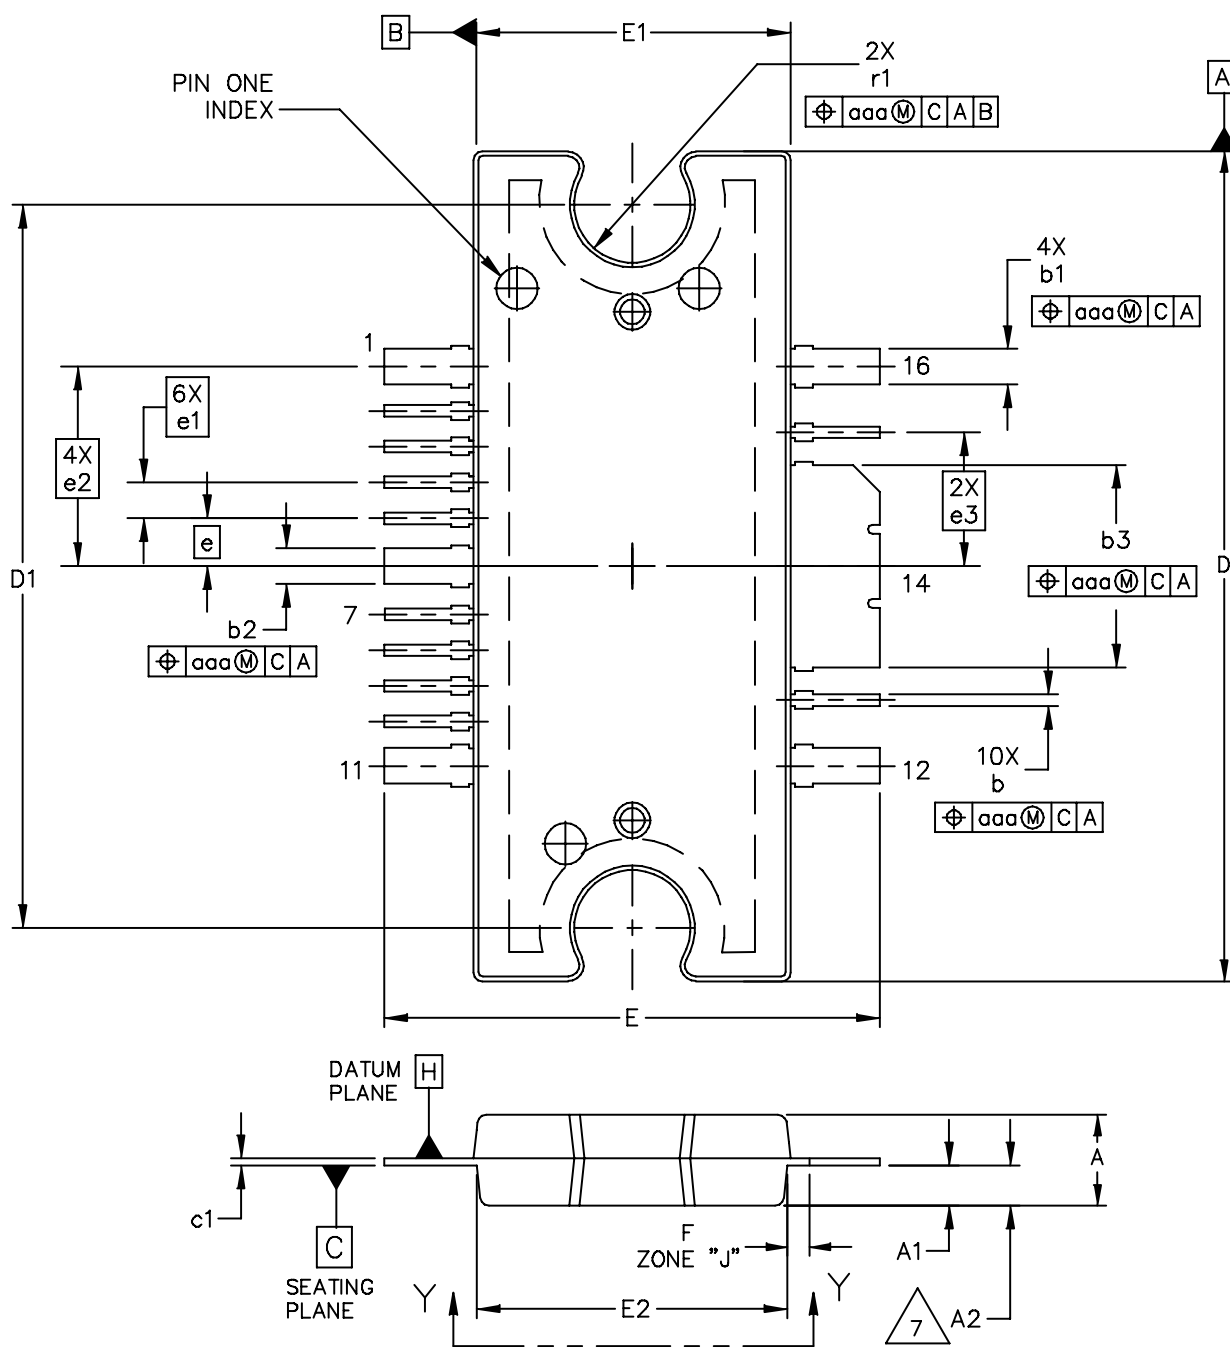 B
E1
2X
r1
⌖ aaa Ⓜ C A B
A
PIN ONE
INDEX
4X
b1
⌖ aaa Ⓜ C A
1
16
6X
e1
4X
e2
2X
e3
e
b3
⌖ aaa Ⓜ C A
D1
D
14
7
b2
⌖ aaa Ⓜ C A
11
12
10X
b
⌖ aaa Ⓜ C A
E
DATUM
PLANE
H
A
c1
C
SEATING
PLANE
F
ZONE "J"
A1
Y
Y
E2
7
A2